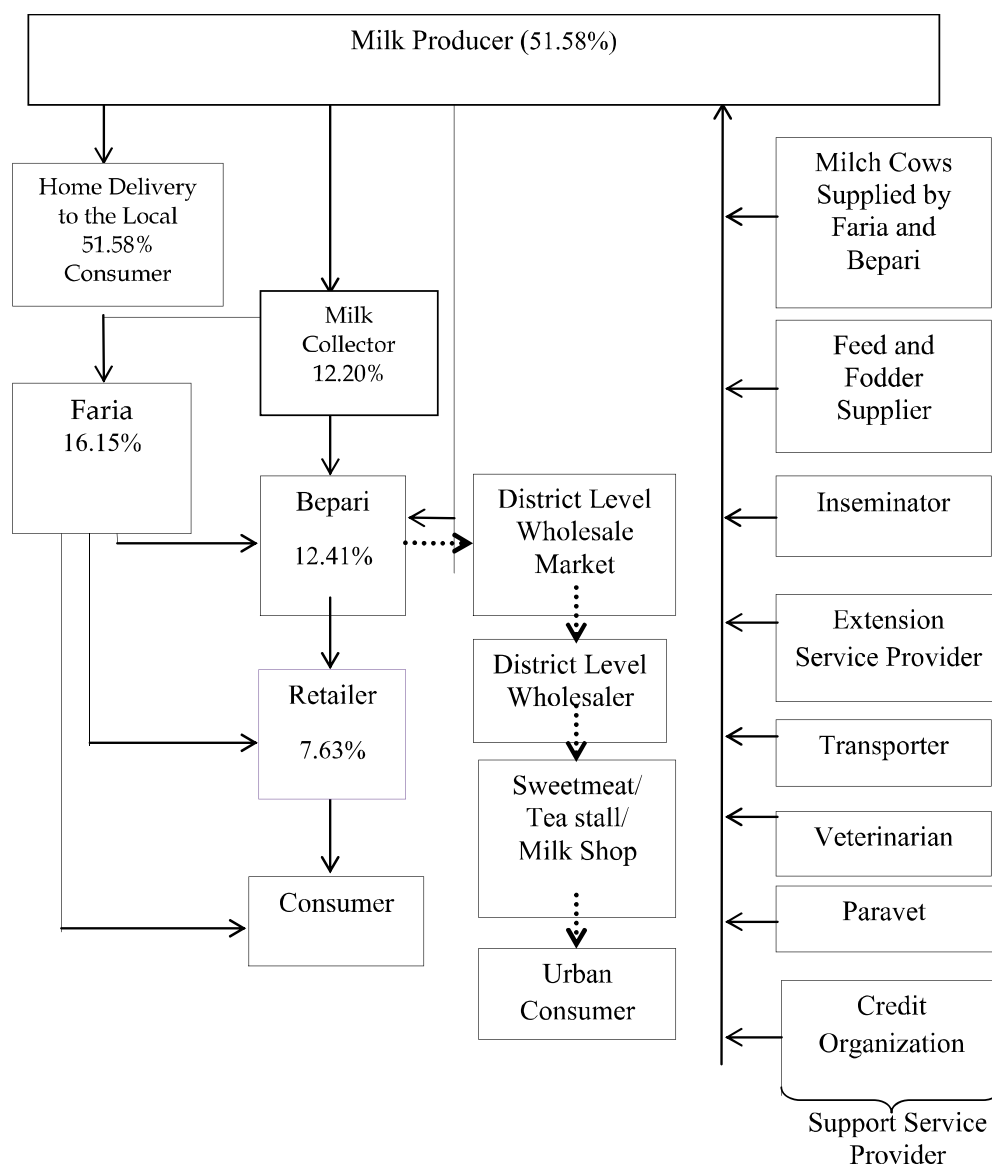 Milk Producer (51.58%)
Home Delivery
to the Local
51.58%
Consumer
Milk
Collector
12.20%
Faria
16.15%
Bepari
12.41%
Retailer
7.63%
Consumer
District Level
Wholesale
Market
District Level
Wholesaler
Sweetmeat/
Tea stall/
Milk Shop
Urban
Consumer
Milch Cows
Supplied by
Faria and
Bepari
Feed and
Fodder
Supplier
Inseminator
Extension
Service Provider
Transporter
Veterinarian
Paravet
Credit
Organization
Support Service
Provider